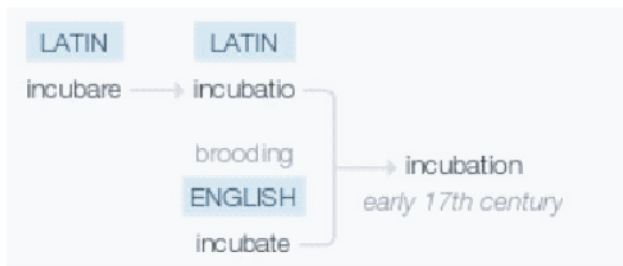 LATIN LATIN
incubare incubatio
brooding
incubation
ENGLISH
early 17th century
incubate